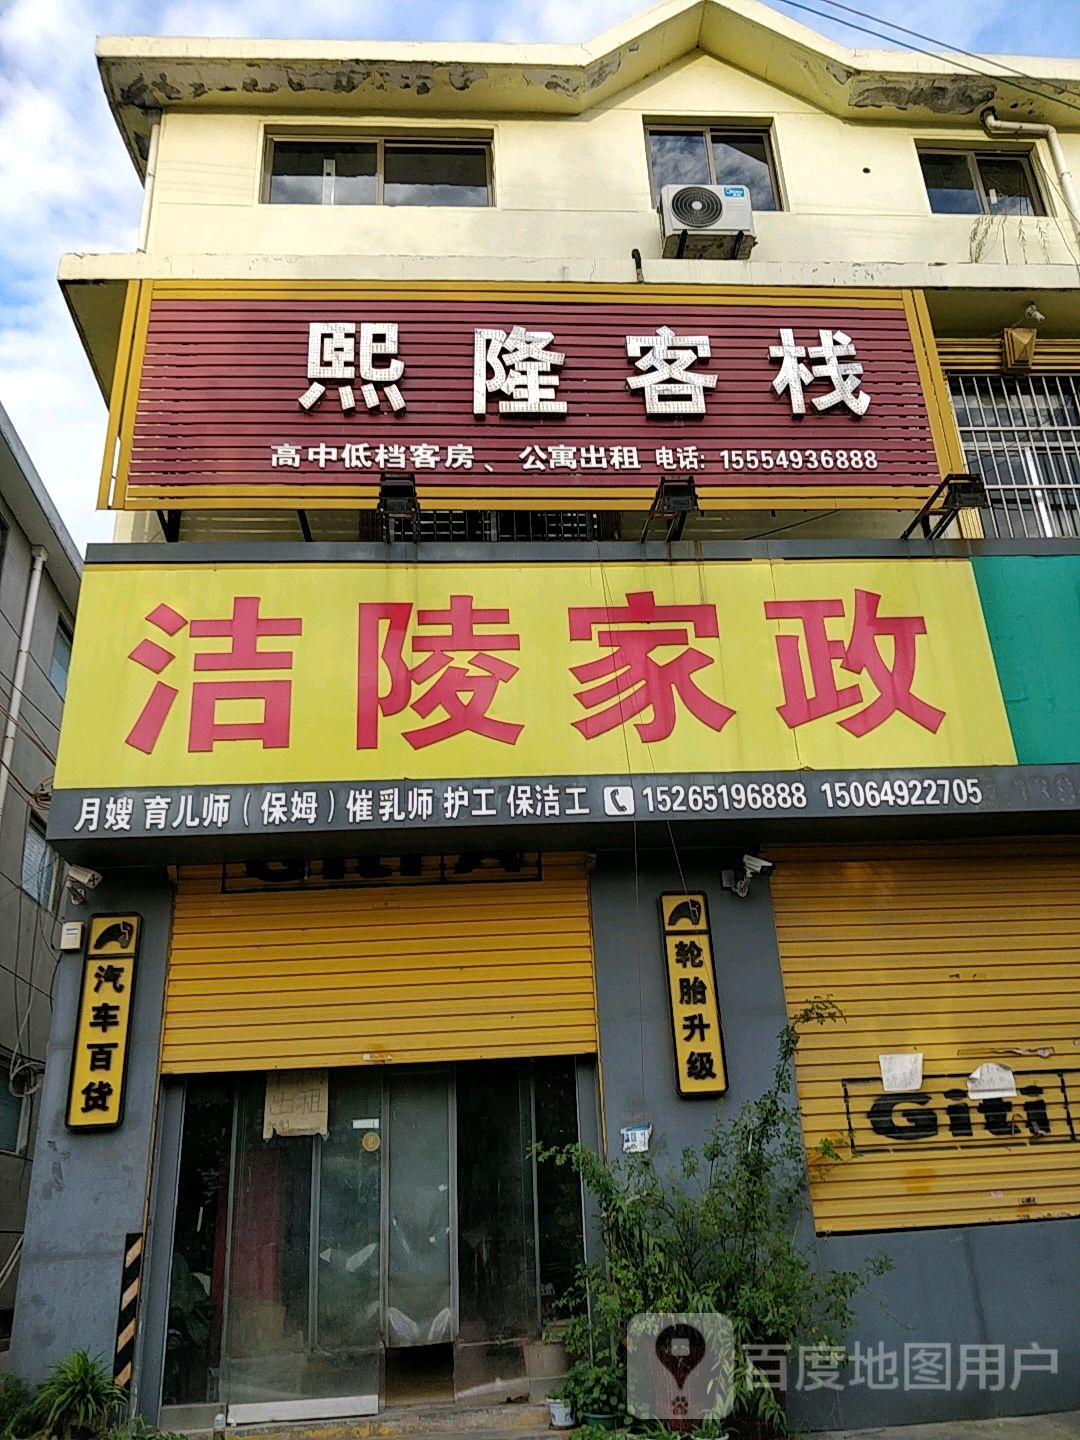 熙隆客栈
高中低档客房、公寓出租 电话: 15554936888
洁陵家政
月嫂 育儿师（保姆）催乳师 护工 保洁工 15265196888 15064922705
汽车百货
轮胎升级
出租
Giti
百度地图用户